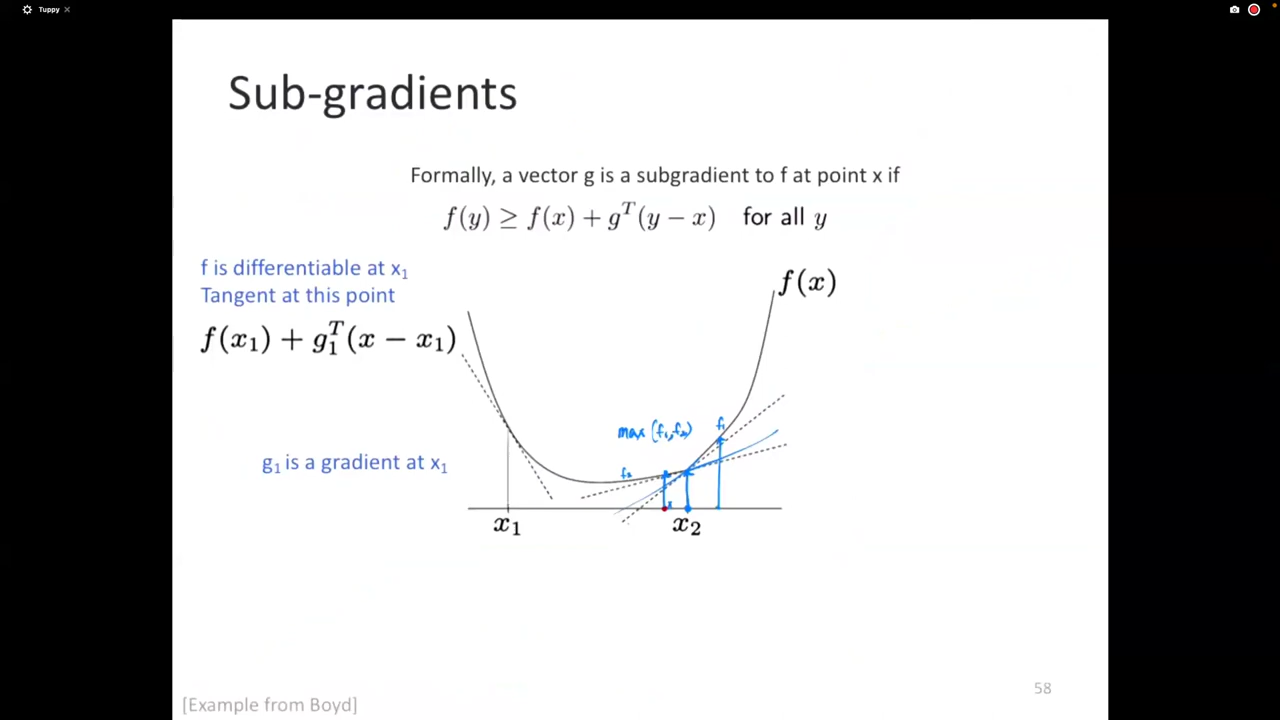 Tuppy
Sub-gradients
Formally, a vector g is a subgradient to f at point x if
f(y) ≥ f(x) + g^T(y − x) for all y
f is differentiable at x₁
Tangent at this point
f(x)
f(x₁) + g₁^T(x − x₁)
max (f₁, f₂)
f₁
g₁ is a gradient at x₁
f₂
x₁
x₂
58
[Example from Boyd]